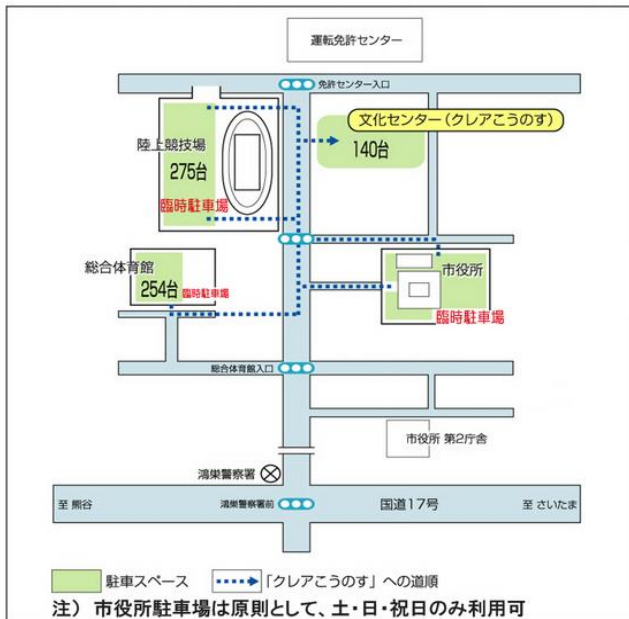 運転免許センター
免許センター入口
文化センター(クレアこうのす)
140台
陸上競技場
275台
臨時駐車場
総合体育館
254台 臨時駐車場
市役所
臨時駐車場
総合体育館入口
市役所 第2庁舎
鴻巣警察署
至 熊谷
鴻巣警察署前
国道17号
至 さいたま
駐車スペース
「クレアこうのす」への道順
注) 市役所駐車場は原則として、土・日・祝日のみ利用可